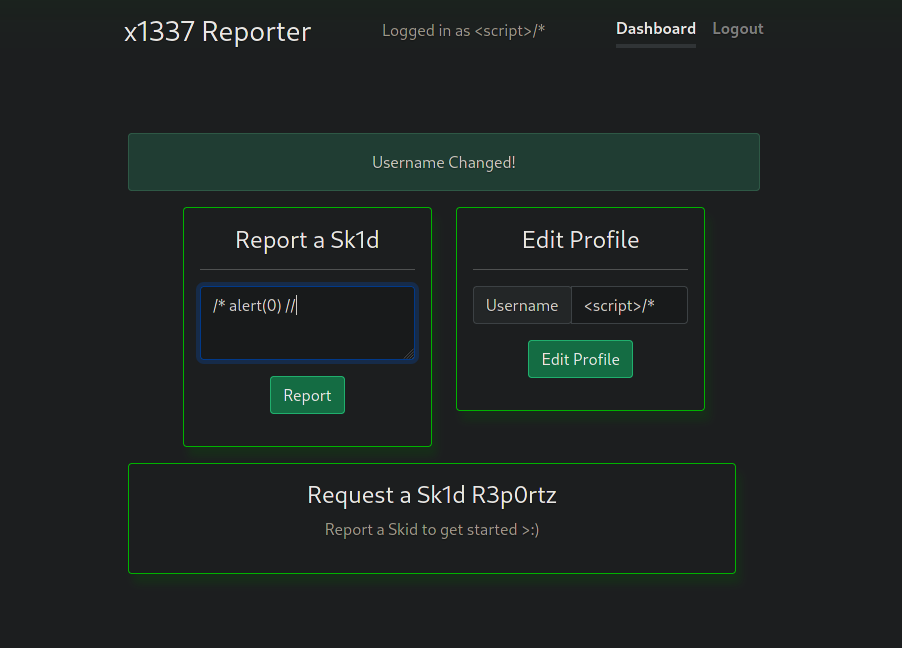 x1337 Reporter
Logged in as <script>/*
Dashboard
Logout
Username Changed!
Report a Sk1d
/* alert(0) //
Report
Edit Profile
Username
<script>/*
Edit Profile
Request a Sk1d R3p0rtz
Report a Skid to get started >:)